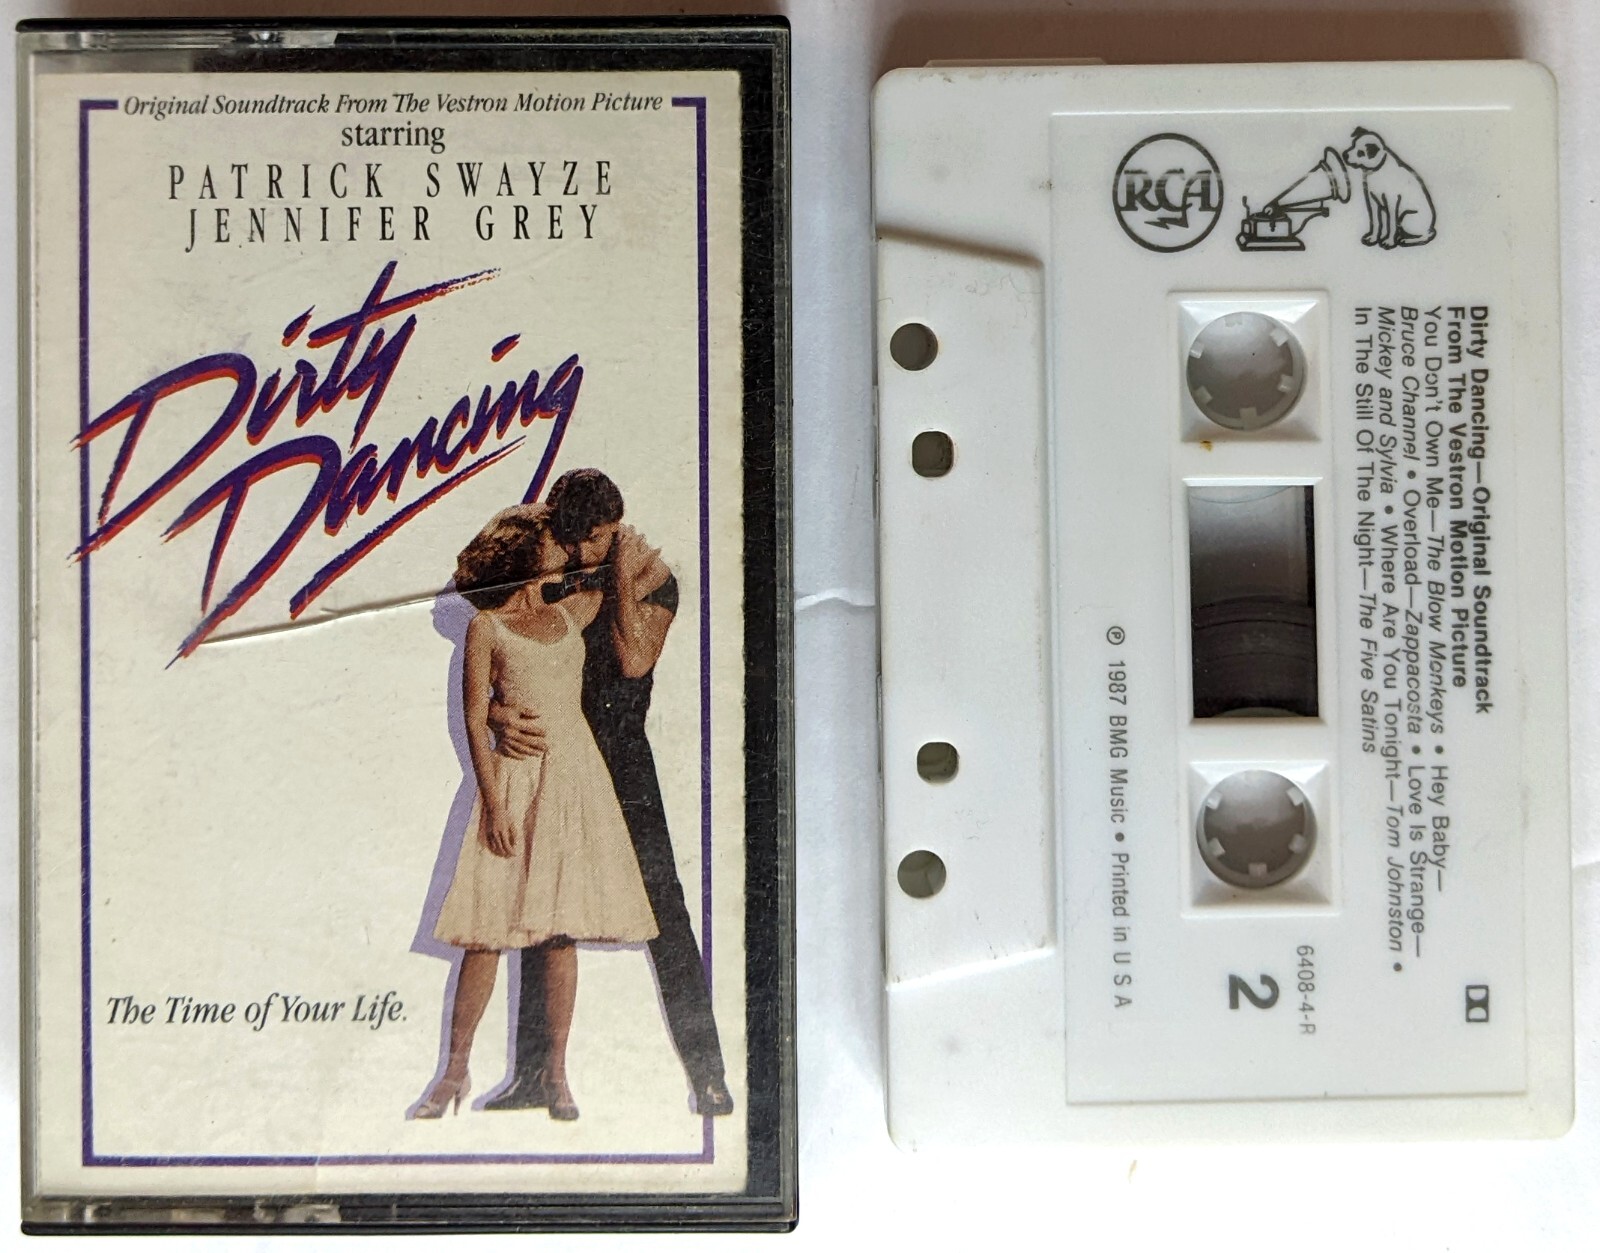 Original Soundtrack From The Vestron Motion Picture
starring
PATRICK SWAYZE
JENNIFER GREY
Dirty
Dancing
The Time of Your Life.
RCA
Dirty Dancing—Original Soundtrack
From The Vestron Motion Picture
You Don't Own Me—The Blow Monkeys • Hey Baby—
Bruce Channel • Overload—Zappacosta • Love Is Strange—
Mickey and Sylvia • Where Are You Tonight—Tom Johnston •
In The Still Of The Night—The Five Satins
6408-4-R
2
℗ 1987 BMG Music • Printed in U S A